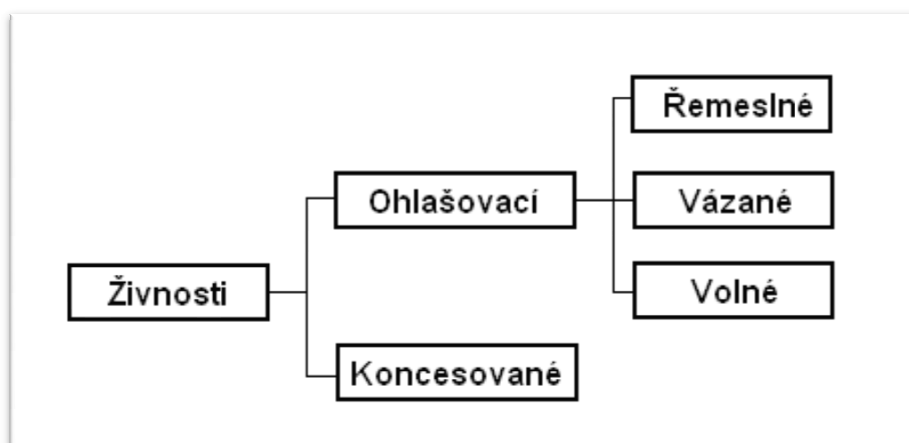 Řemeslné
Ohlašovací
Vázané
Živnosti
Volné
Koncesované